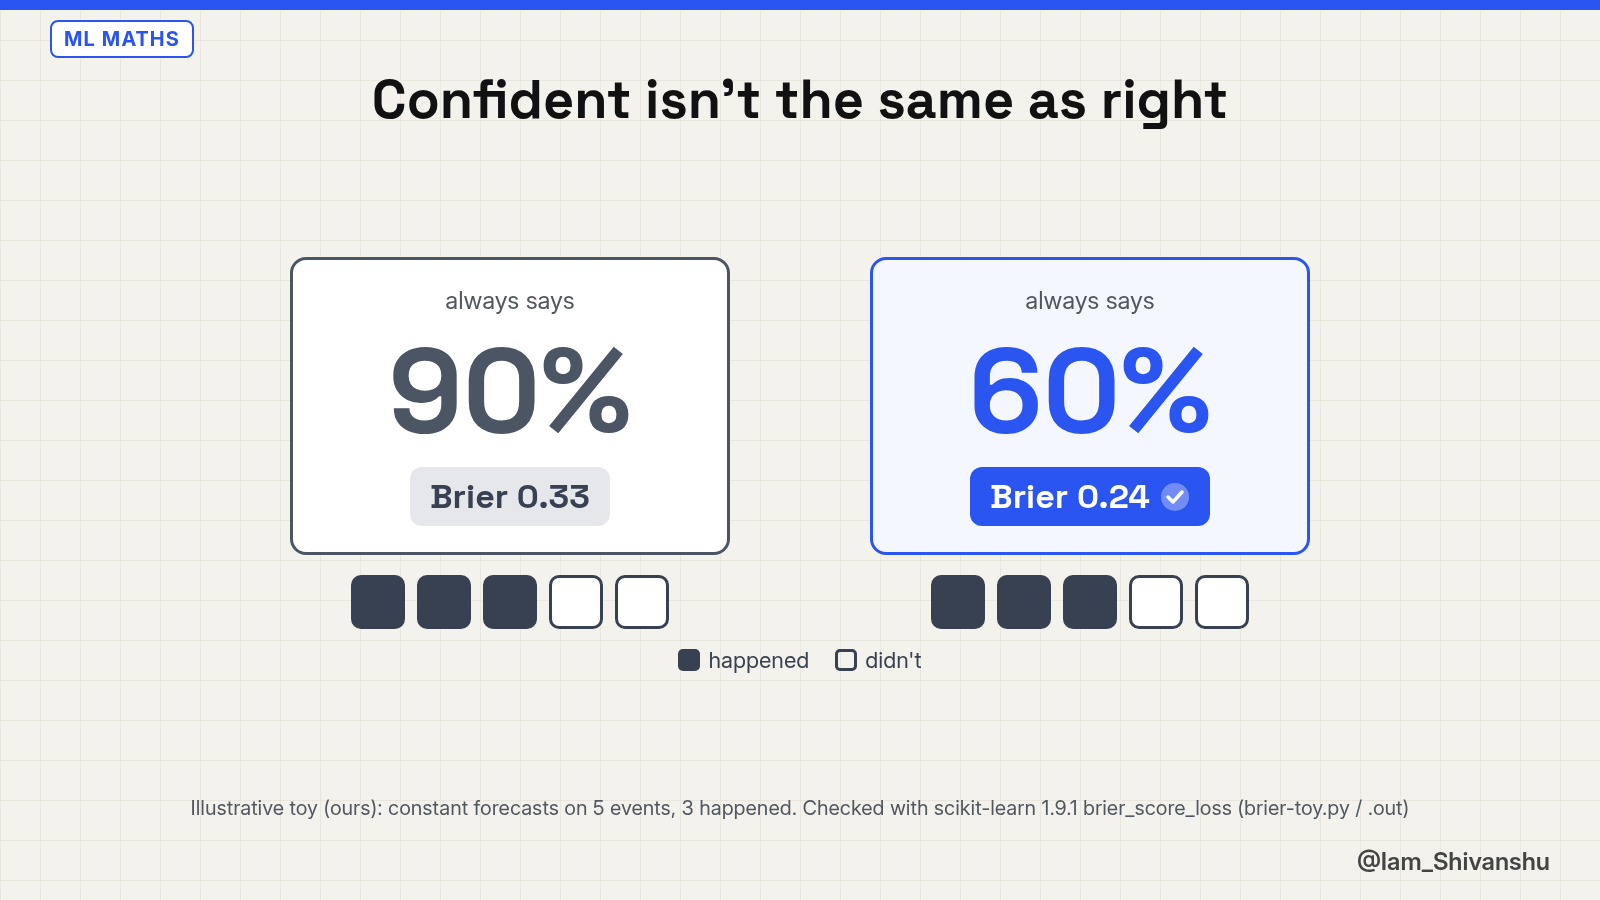 ML MATHS
Confident isn’t the same as right
always says
90%
Brier 0.33
always says
60%
Brier 0.24
happened
didn't
Illustrative toy (ours): constant forecasts on 5 events, 3 happened. Checked with scikit-learn 1.9.1 brier_score_loss (brier-toy.py / .out)
@Iam_Shivanshu